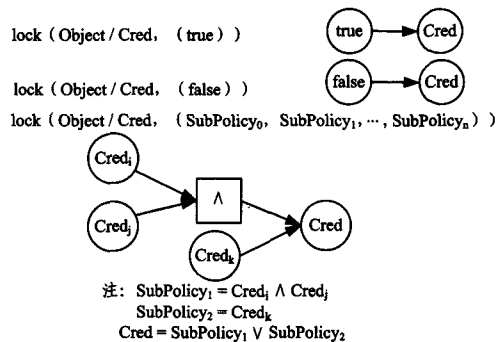 lock（Object / Cred, （true））
true
Cred
lock（Object / Cred, （false））
false
Cred
lock（Object / Cred, （SubPolicy₀, SubPolicy₁, …, SubPolicyₙ））
Credᵢ
∧
Credⱼ
Cred
Credₖ
注: SubPolicy₁ = Credᵢ ∧ Credⱼ
SubPolicy₂ = Credₖ
Cred = SubPolicy₁ ∨ SubPolicy₂